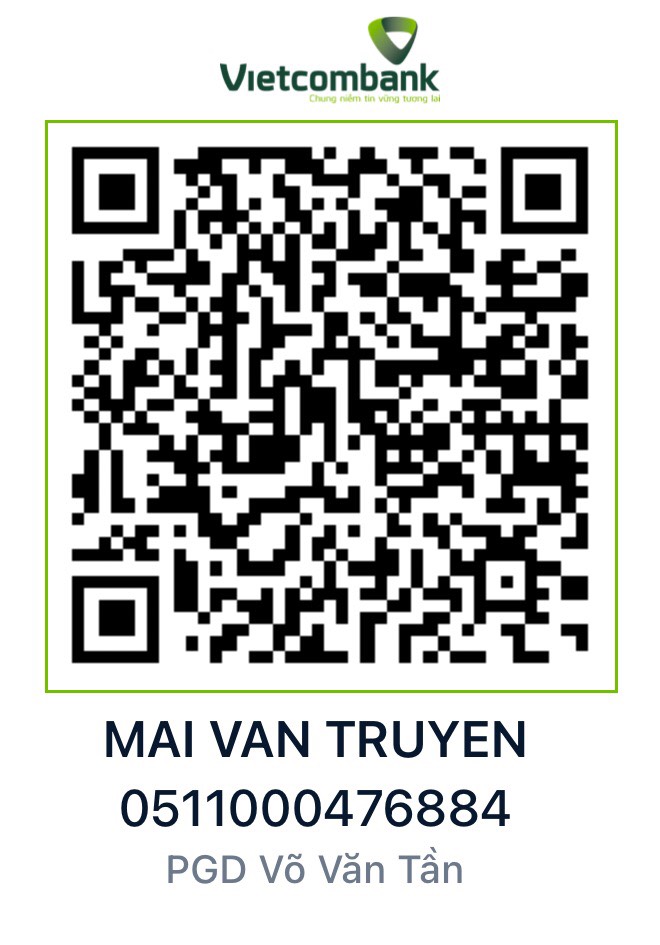 Vietcombank
Chung niềm tin vững tương lai
MAI VAN TRUYEN
0511000476884
PGD Võ Văn Tần